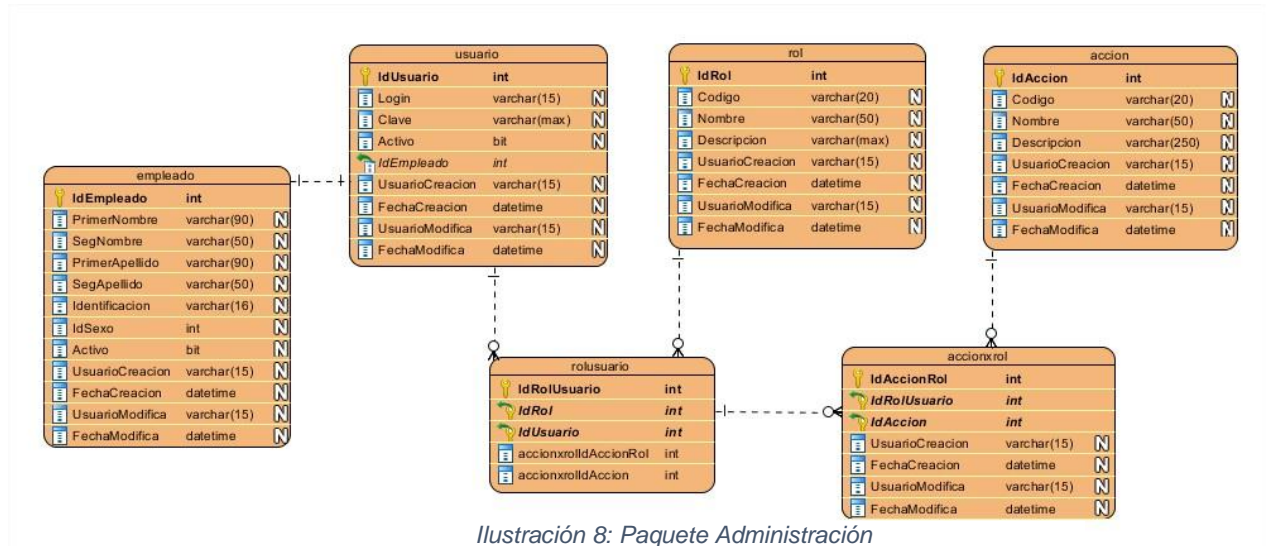 empleado
IdEmpleado int
PrimerNombre varchar(90) N
SegNombre varchar(50) N
PrimerApellido varchar(90) N
SegApellido varchar(50) N
Identificacion varchar(16) N
IdSexo int N
Activo bit N
UsuarioCreacion varchar(15) N
FechaCreacion datetime N
UsuarioModifica varchar(15) N
FechaModifica datetime N
usuario
IdUsuario int
Login varchar(15) N
Clave varchar(max) N
Activo bit N
IdEmpleado int
UsuarioCreacion varchar(15) N
FechaCreacion datetime N
UsuarioModifica varchar(15) N
FechaModifica datetime N
rol
IdRol int
Codigo varchar(20) N
Nombre varchar(50) N
Descripcion varchar(max) N
UsuarioCreacion varchar(15) N
FechaCreacion datetime N
UsuarioModifica varchar(15) N
FechaModifica datetime N
accion
IdAccion int
Codigo varchar(20) N
Nombre varchar(50) N
Descripcion varchar(250) N
UsuarioCreacion varchar(15) N
FechaCreacion datetime N
UsuarioModifica varchar(15) N
FechaModifica datetime N
rolusuario
IdRolUsuario int
IdRol int
IdUsuario int
accionxrolIdAccionRol int
accionxrolIdAccion int
accionxrol
IdAccionRol int
IdRolUsuario int
IdAccion int
UsuarioCreacion varchar(15) N
FechaCreacion datetime N
UsuarioModifica varchar(15) N
FechaModifica datetime N
Ilustración 8: Paquete Administración